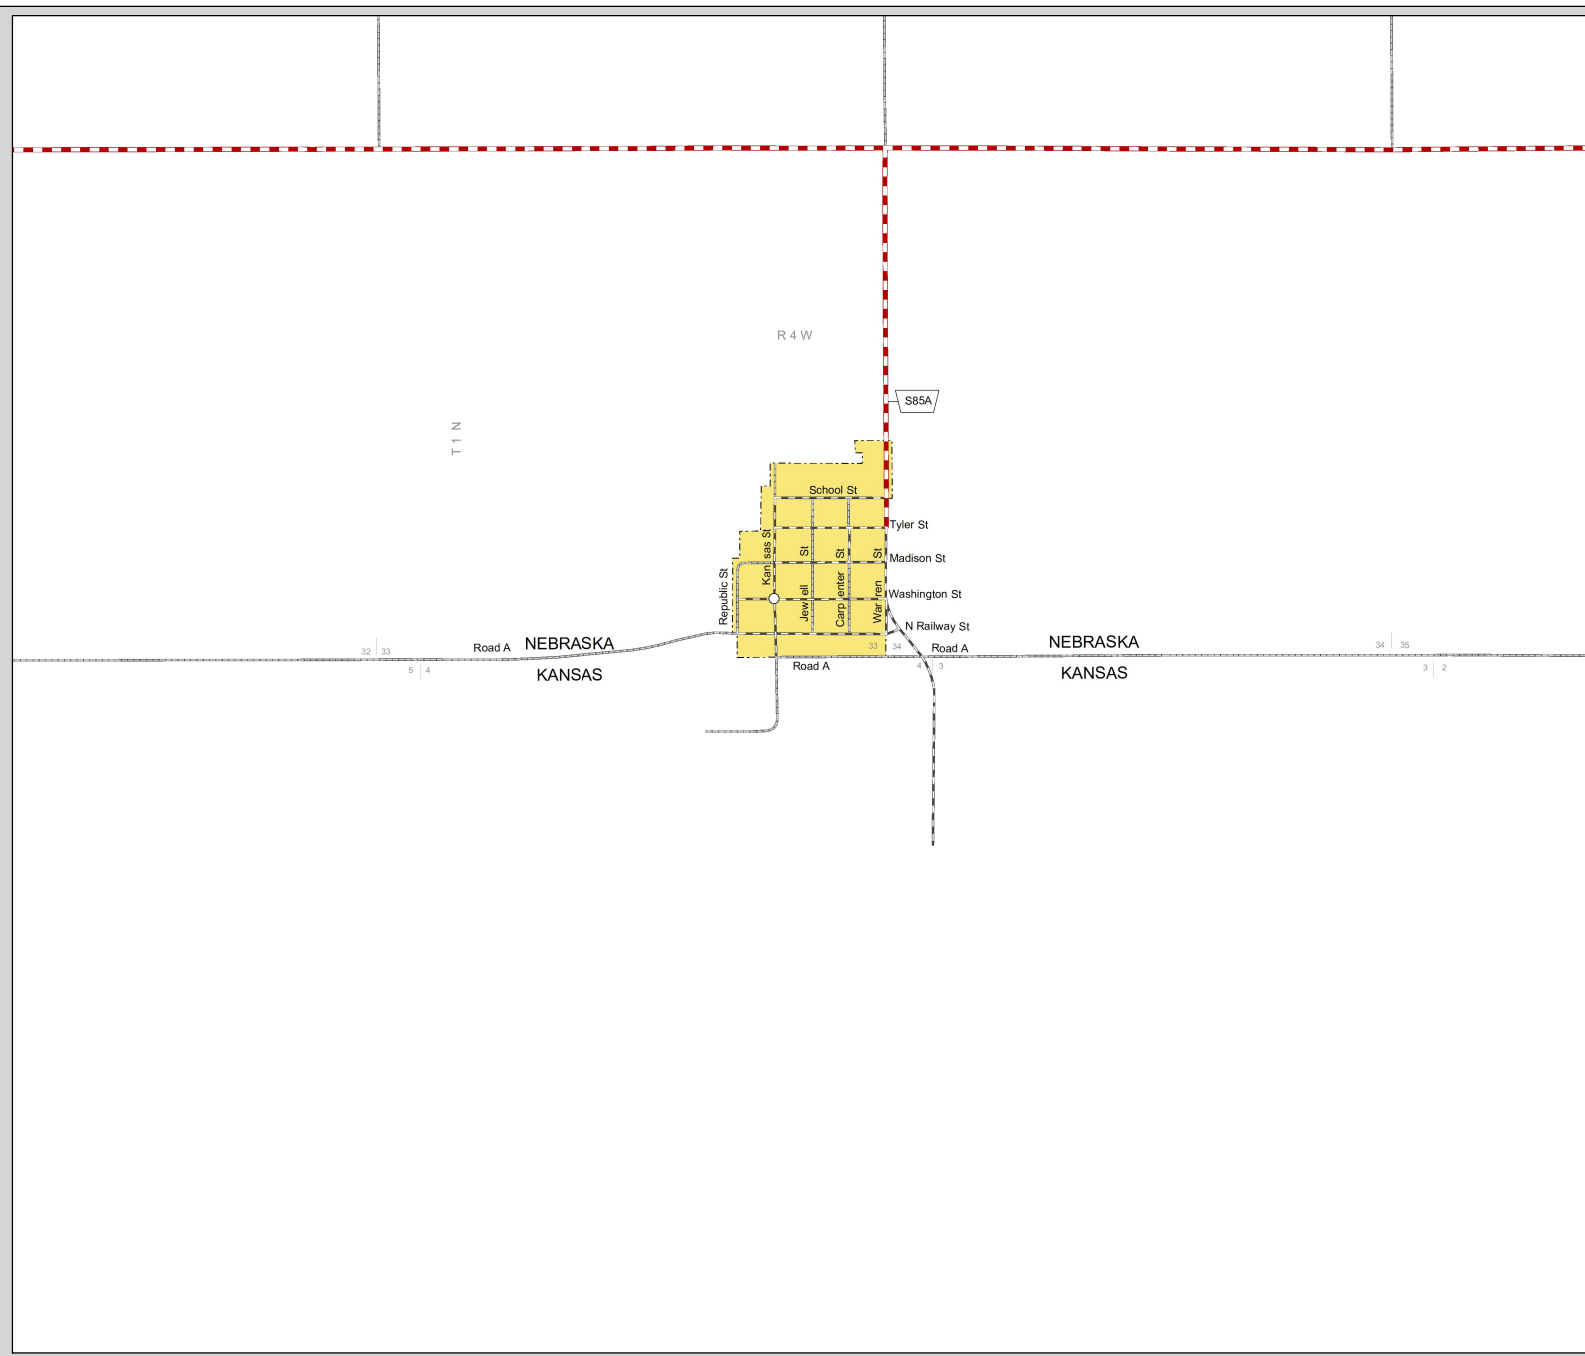 R 4 W
S85A
T 1 N
School St
Tyler St
Kansas St
St
St
St
Madison St
Republic St
Jewell
Carpenter
Warren
Washington St
N Railway St
Road A
NEBRASKA
NEBRASKA
32 33
33 34
Road A
34 35
KANSAS
Road A
KANSAS
5 4
4 3
3 2